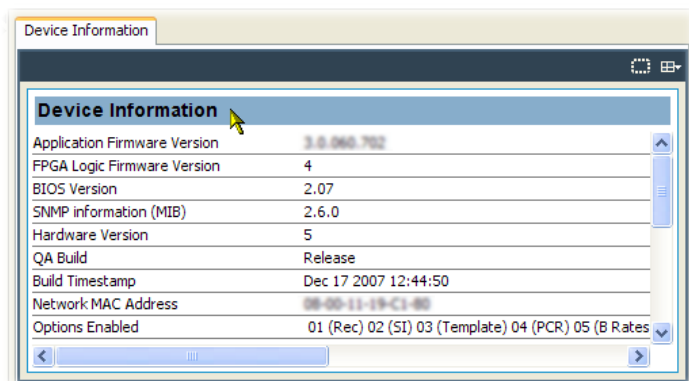 Device Information
Device Information
Application Firmware Version
FPGA Logic Firmware Version 4
BIOS Version 2.07
SNMP information (MIB) 2.6.0
Hardware Version 5
QA Build Release
Build Timestamp Dec 17 2007 12:44:50
Network MAC Address
Options Enabled 01 (Rec) 02 (SI) 03 (Template) 04 (PCR) 05 (B Rates